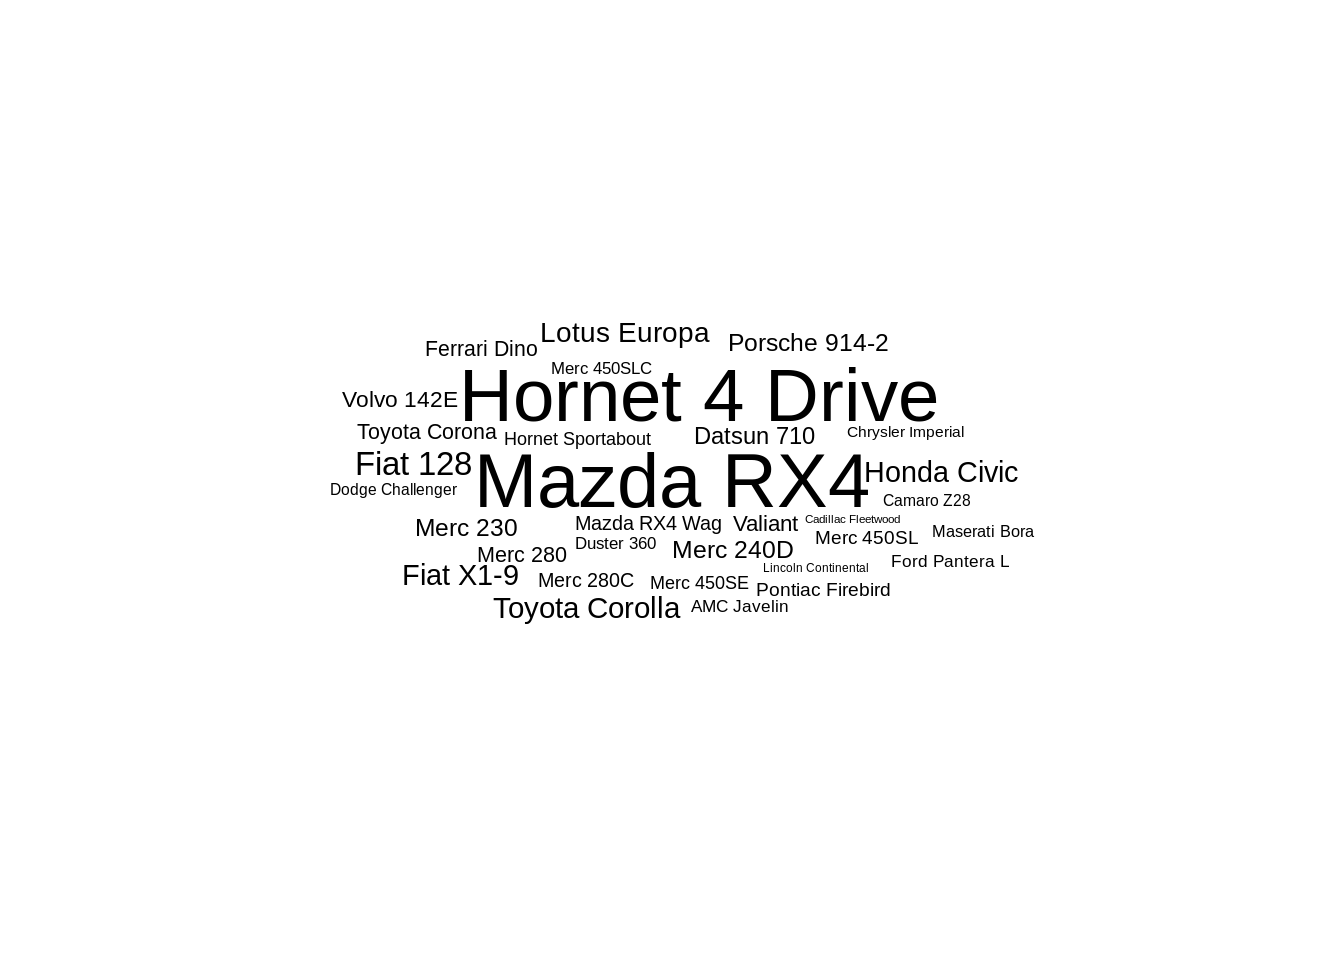 Lotus Europa
Porsche 914-2
Ferrari Dino
Merc 450SLC
Hornet 4 Drive
Volvo 142E
Toyota Corona
Hornet Sportabout
Datsun 710
Chrysler Imperial
Fiat 128
Mazda RX4
Honda Civic
Dodge Challenger
Camaro Z28
Merc 230
Mazda RX4 Wag
Valiant
Cadillac Fleetwood
Merc 450SL
Maserati Bora
Duster 360
Merc 280
Merc 240D
Lincoln Continental
Ford Pantera L
Fiat X1-9
Merc 280C
Merc 450SE
Pontiac Firebird
Toyota Corolla
AMC Javelin